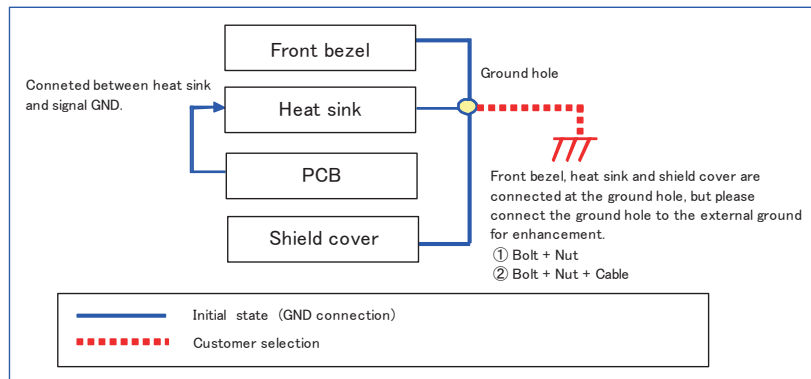 Front bezel
Ground hole
Conneted between heat sink
and signal GND.
Heat sink
PCB
Front bezel, heat sink and shield cover are
connected at the ground hole, but please
connect the ground hole to the external ground
for enhancement.
① Bolt + Nut
② Bolt + Nut + Cable
Shield cover
Initial state (GND connection)
Customer selection